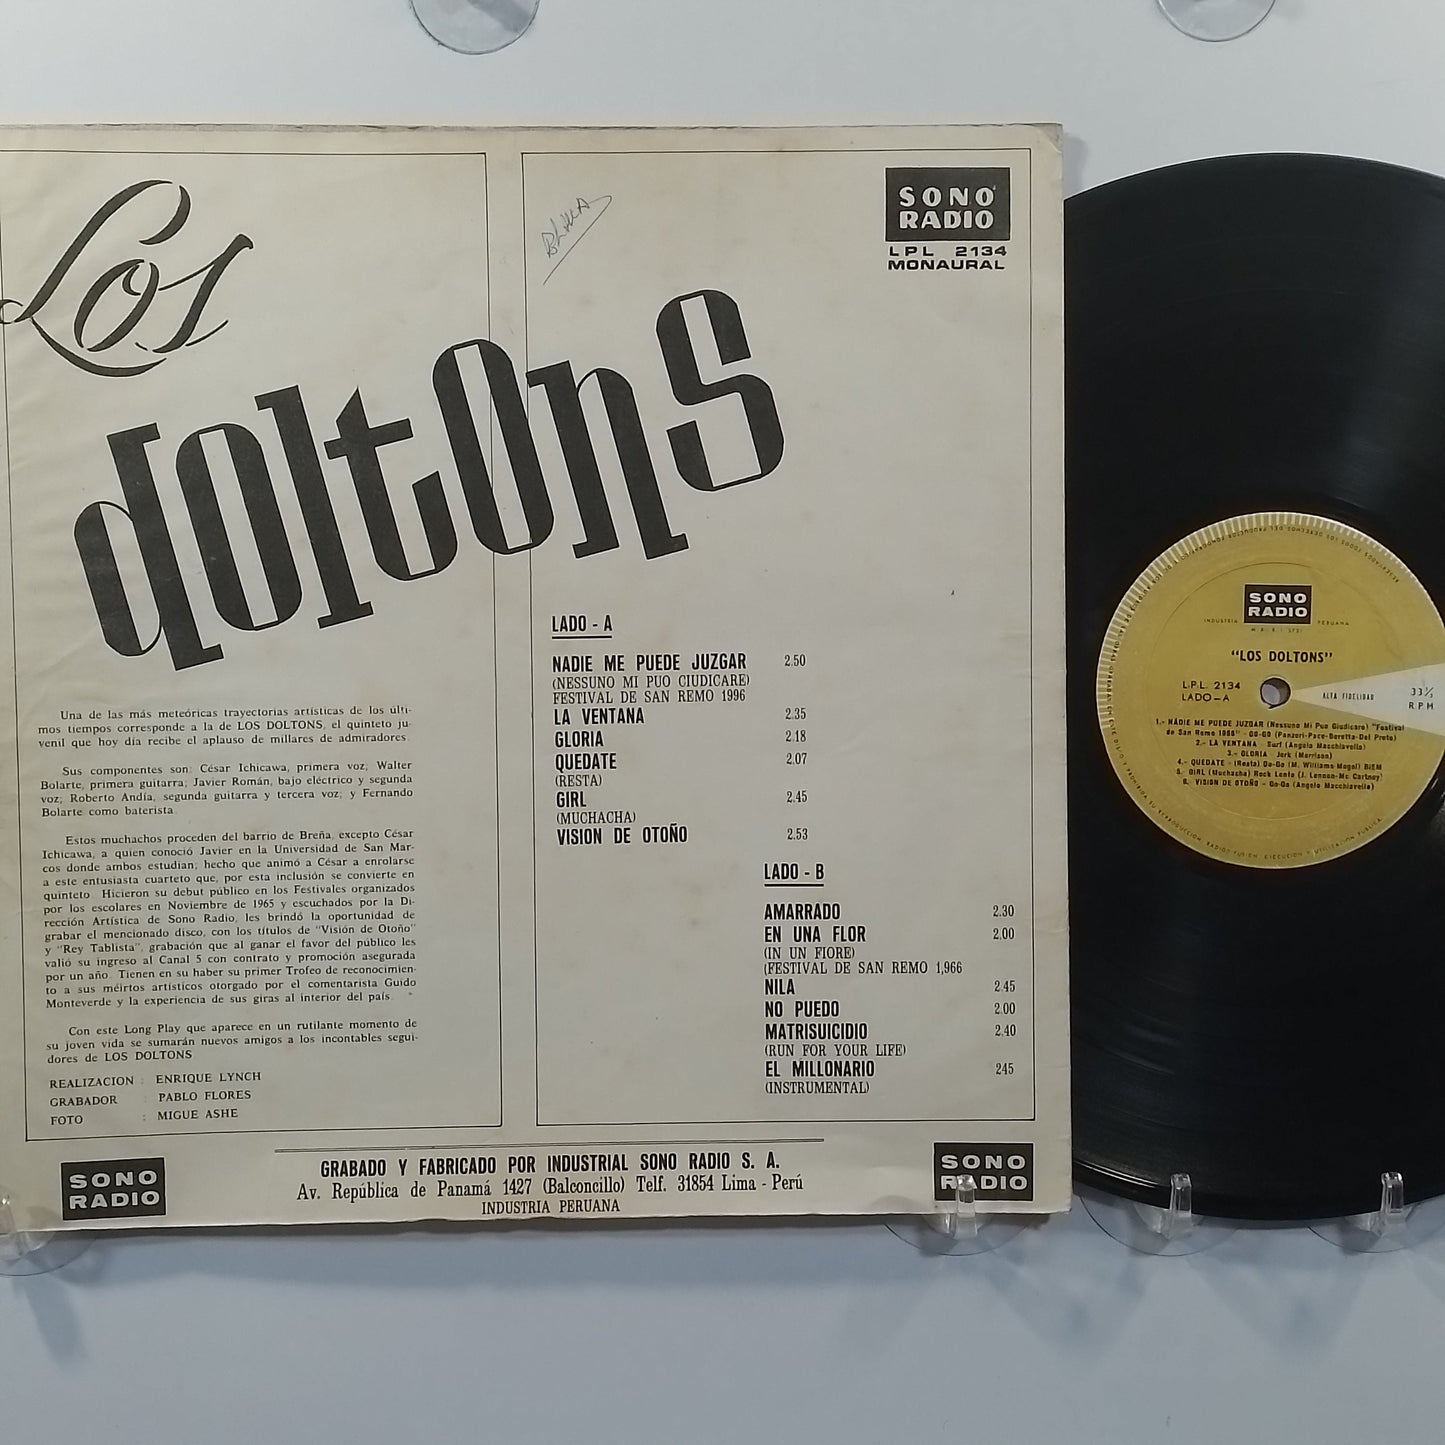 Los
doltons
SONO
RADIO
LPL 2134
MONAURAL
Una de las más meteóricas trayectorias artísticas de los últi-
mos tiempos corresponde a la de LOS DOLTONS, el quinteto ju-
venil que hoy día recibe el aplauso de millares de admiradores.
Sus componentes son: César Ichicawa, primera voz; Walter
Bolarte, primera guitarra; Javier Román, bajo eléctrico y segunda
voz; Roberto Andía, segunda guitarra y tercera voz; y Fernando
Bolarte como baterista.
Estos muchachos proceden del barrio de Breña, excepto César
Ichicawa, a quien conoció Javier en la Universidad de San Mar-
cos donde ambos estudian; hecho que animó a César a enrolarse
a este entusiasta cuarteto que, por esta inclusión se convierte en
quinteto. Hicieron su debut público en los Festivales organizados
por los escolares en Noviembre de 1965 y escuchados por la Di-
rección Artística de Sono Radio, les brindó la oportunidad de
grabar el mencionado disco, con los títulos de "Visión de Otoño"
y "Rey Tablista", grabación que al ganar el favor del público les
valió su ingreso al Canal 5 con contrato y promoción asegurada
por un año. Tienen en su haber su primer Trofeo de reconocimien-
to a sus méirtos artísticos otorgado por el comentarista Guido
Monteverde y la experiencia de sus giras al interior del país.
Con este Long Play que aparece en un rutilante momento de
su joven vida se sumarán nuevos amigos a los incontables segui-
dores de LOS DOLTONS
REALIZACION : ENRIQUE LYNCH
GRABADOR : PABLO FLORES
FOTO : MIGUE ASHE
LADO - A
NADIE ME PUEDE JUZGAR 2.50
(NESSUNO MI PUO CIUDICARE)
FESTIVAL DE SAN REMO 1996
LA VENTANA 2.35
GLORIA 2.18
QUEDATE 2.07
(RESTA)
GIRL 2.45
(MUCHACHA)
VISION DE OTOÑO 2.53
LADO - B
AMARRADO 2.30
EN UNA FLOR 2.00
(IN UN FIORE)
(FESTIVAL DE SAN REMO 1,966
NILA 2.45
NO PUEDO 2.00
MATRISUICIDIO 2.40
(RUN FOR YOUR LIFE)
EL MILLONARIO 245
(INSTRUMENTAL)
SONO
RADIO
GRABADO Y FABRICADO POR INDUSTRIAL SONO RADIO S. A.
Av. República de Panamá 1427 (Balconcillo) Telf. 31854 Lima - Perú
INDUSTRIA PERUANA
SONO
RADIO
SONO
RADIO
INDUSTRIA PERUANA
"LOS DOLTONS"
L.P.L. 2134
LADO-A
ALTA FIDELIDAD
33⅓
R.P.M
1.- NADIE ME PUEDE JUZGAR (Nessuno Mi Puo Giudicare) "Festival
de San Remo 1966" - GO-GO (Panzeri-Pace-Beretta-Del Preto)
2.- LA VENTANA - Surf (Angelo Macchiavello)
3.- GLORIA - Jerk (Morrison)
4.- QUEDATE - (Resta) Go-Go (M. Williams-Mogol) BIEM
5. GIRL (Muchacha) Rock Lento (J. Lennon-Mc Cartney)
6. VISION DE OTOÑO - Go-Go (Angelo Macchiavello)